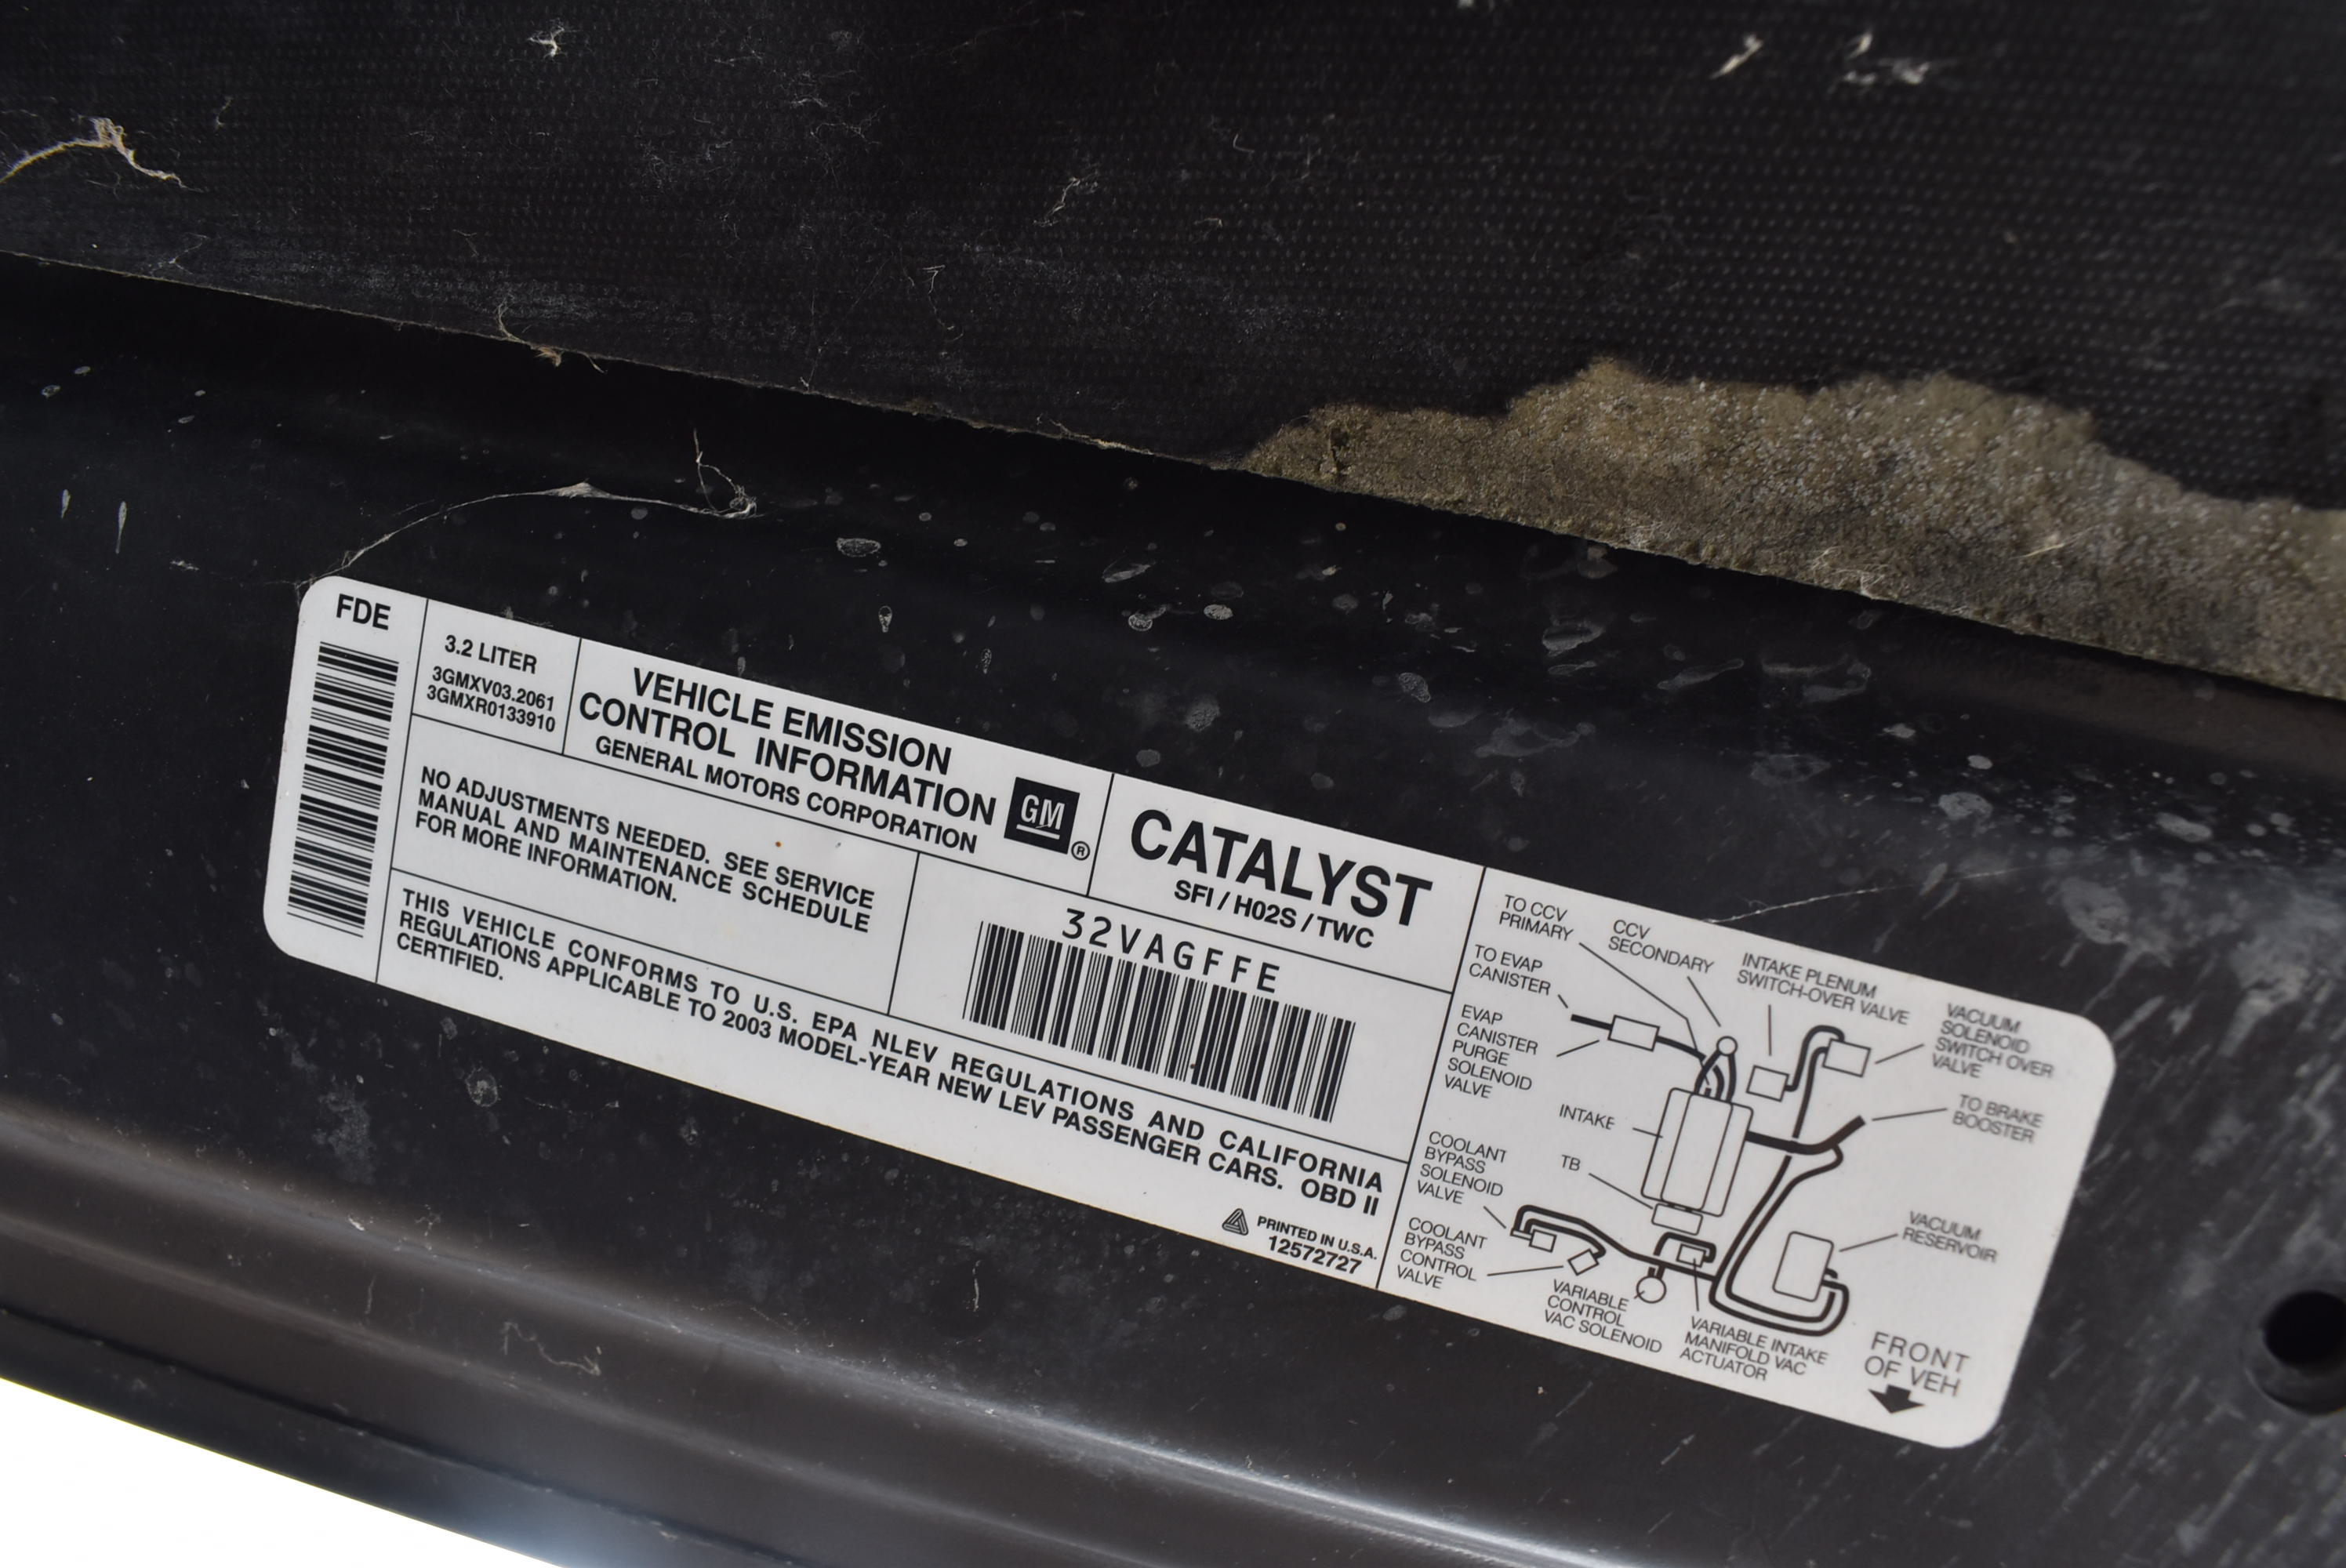 FDE
3.2 LITER
3GMXV03.2061
3GMXR0133910
VEHICLE EMISSION
CONTROL INFORMATION
GENERAL MOTORS CORPORATION
GM
®
CATALYST
SFI / H02S / TWC
NO ADJUSTMENTS NEEDED. SEE SERVICE
MANUAL AND MAINTENANCE SCHEDULE
FOR MORE INFORMATION.
32VAGFFE
THIS VEHICLE CONFORMS TO U.S. EPA NLEV REGULATIONS AND CALIFORNIA
REGULATIONS APPLICABLE TO 2003 MODEL-YEAR NEW LEV PASSENGER CARS. OBD II
CERTIFIED.
PRINTED IN U.S.A.
12572727
TO CCV
PRIMARY
CCV
SECONDARY
INTAKE PLENUM
SWITCH-OVER VALVE
VACUUM
SOLENOID
SWITCH OVER
VALVE
TO EVAP
CANISTER
EVAP
CANISTER
PURGE
SOLENOID
VALVE
TO BRAKE
BOOSTER
INTAKE
TB
COOLANT
BYPASS
SOLENOID
VALVE
COOLANT
BYPASS
CONTROL
VALVE
VACUUM
RESERVOIR
VARIABLE
CONTROL
VAC SOLENOID
VARIABLE INTAKE
MANIFOLD VAC
ACTUATOR
FRONT
OF VEH